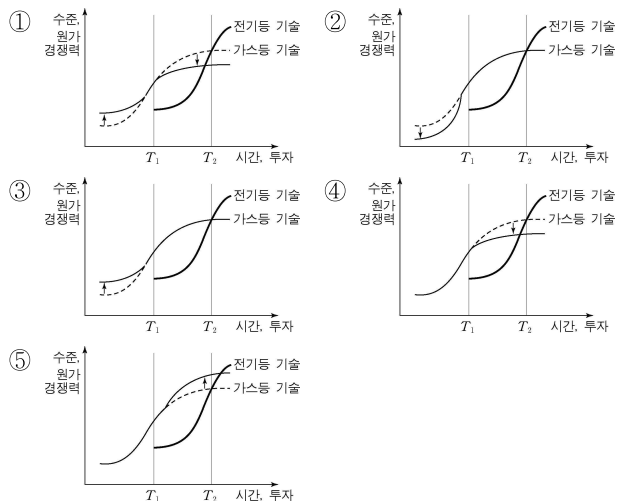 ①
수준,
원가
경쟁력
전기등 기술
가스등 기술
T₁ T₂ 시간, 투자
②
수준,
원가
경쟁력
전기등 기술
가스등 기술
T₁ T₂ 시간, 투자
③
수준,
원가
경쟁력
전기등 기술
가스등 기술
T₁ T₂ 시간, 투자
④
수준,
원가
경쟁력
전기등 기술
가스등 기술
T₁ T₂ 시간, 투자
⑤
수준,
원가
경쟁력
전기등 기술
가스등 기술
T₁ T₂ 시간, 투자